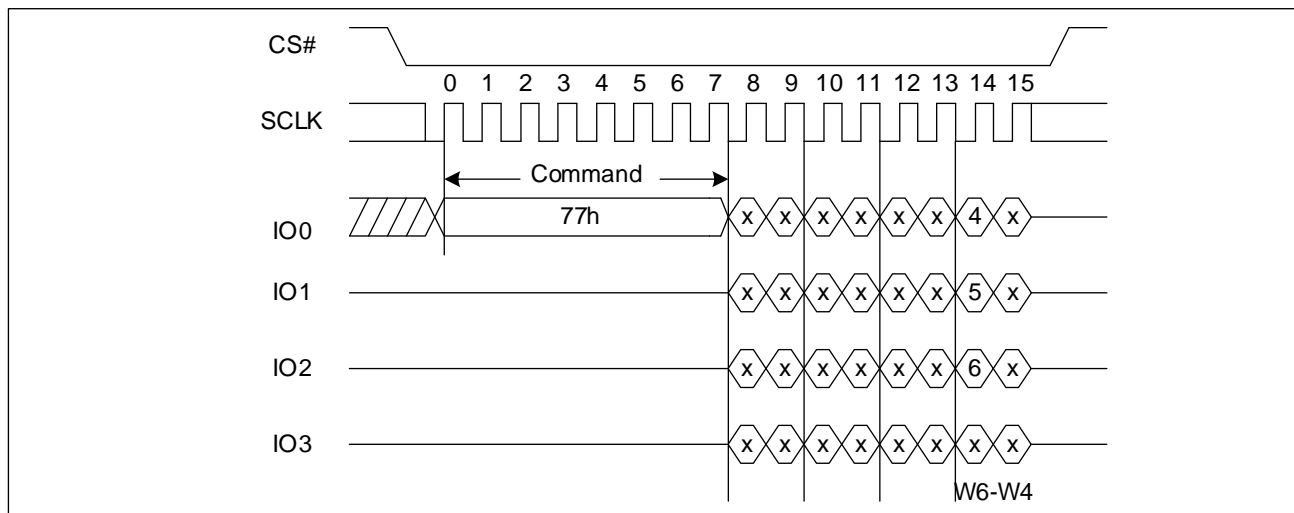 CS#
0 1 2 3 4 5 6 7 8 9 10 11 12 13 14 15
SCLK
Command
IO0 77h x x x x x x 4 x
IO1 x x x x x x 5 x
IO2 x x x x x x 6 x
IO3 x x x x x x x x
W6-W4